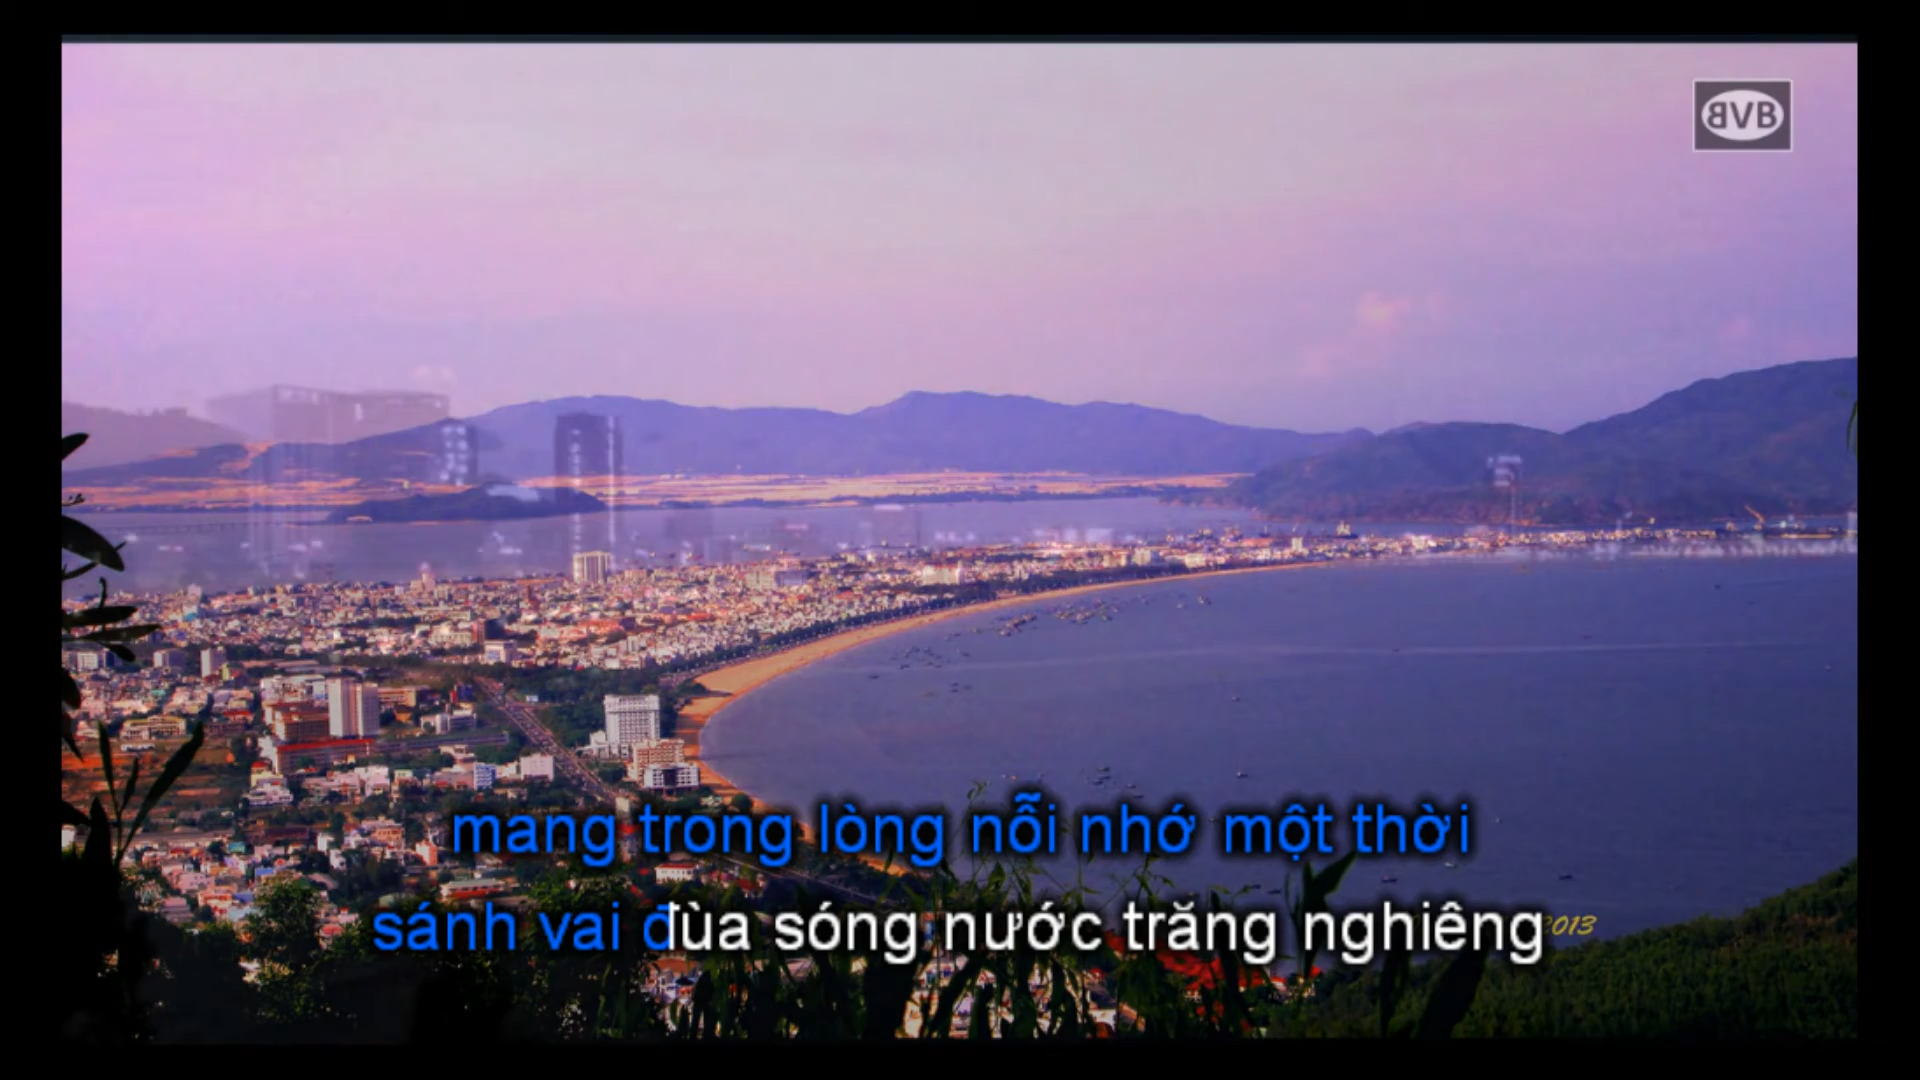 BVB
mang trong lòng nỗi nhớ một thời
sánh vai đùa sóng nước trăng nghiêng
2013